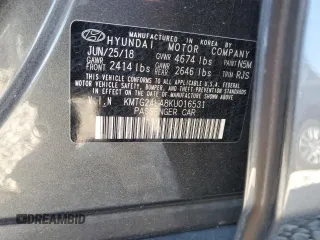 MANUFACTURED IN KOREA BY
HYUNDAI MOTOR COMPANY
JUN/25/18 GVWR 4674 lbs PAINT N5M
GAWR FRONT 2414 lbs GAWR REAR 2646 lbs TRIM RJS
THIS VEHICLE CONFORMS TO ALL APPLICABLE U.S.A. FEDERAL
MOTOR VEHICLE SAFETY, BUMPER, AND THEFT PREVENTION
STANDARDS IN EFFECT ON THE DATE OF MANUFACTURE SHOWN ABOVE.
PASSENGER CAR
DREAMBID